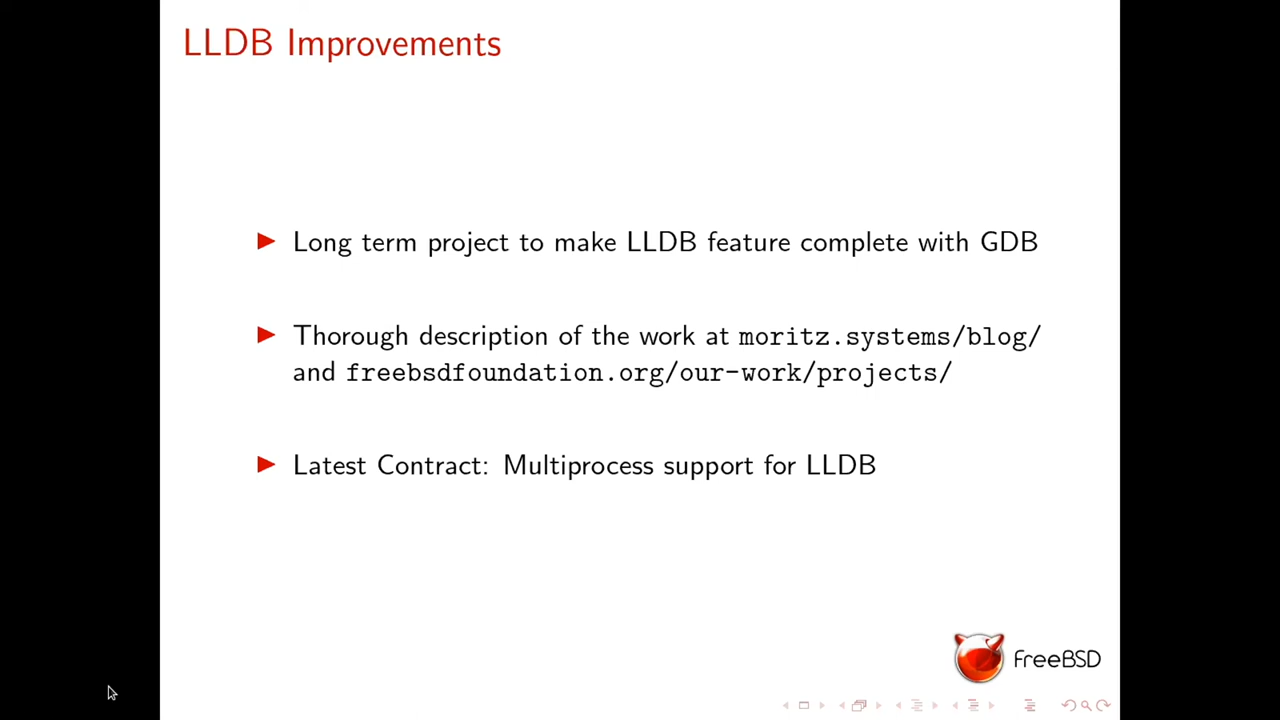 LLDB Improvements
Long term project to make LLDB feature complete with GDB
Thorough description of the work at moritz.systems/blog/
and freebsdfoundation.org/our-work/projects/
Latest Contract: Multiprocess support for LLDB
FreeBSD